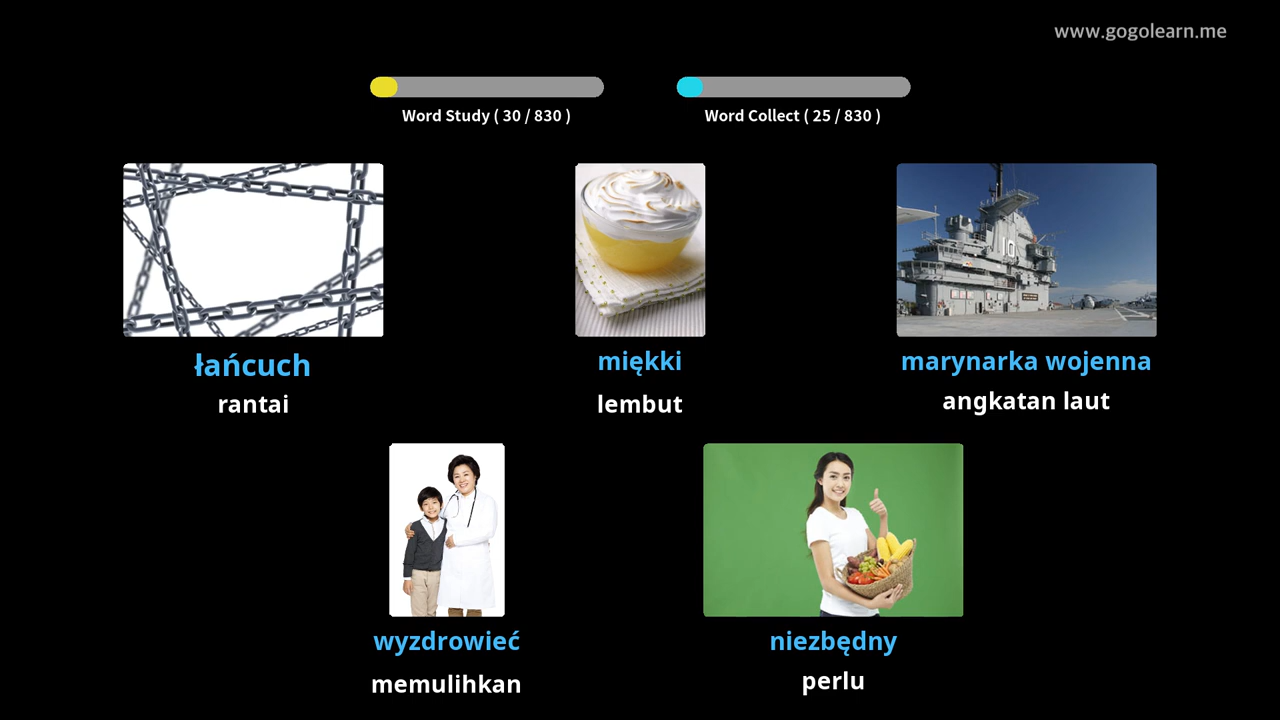 www.gogolearn.me
Word Study ( 30 / 830 )
Word Collect ( 25 / 830 )
10
łańcuch
rantai
miękki
lembut
marynarka wojenna
angkatan laut
wyzdrowieć
memulihkan
niezbędny
perlu